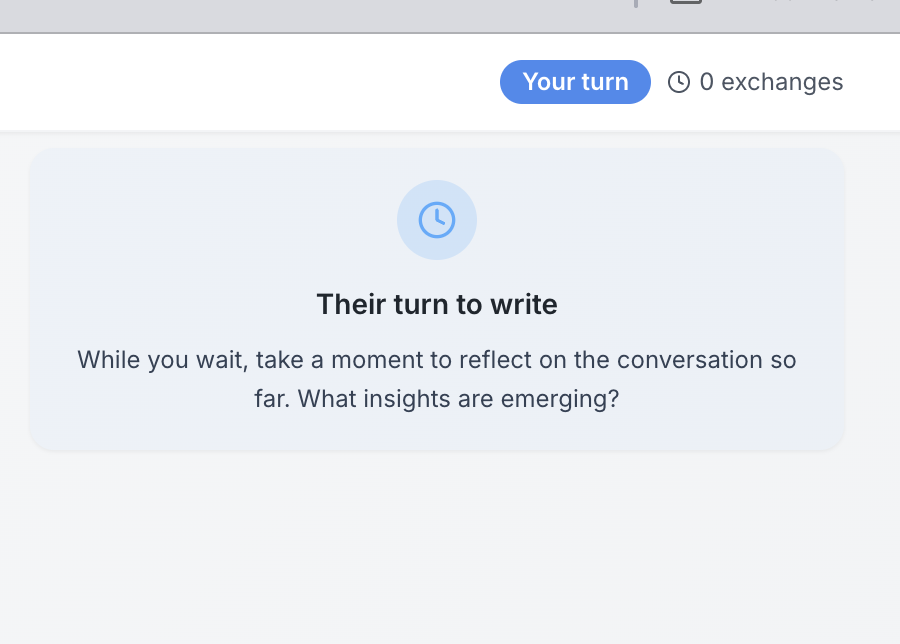 Your turn
0 exchanges
Their turn to write
While you wait, take a moment to reflect on the conversation so
far. What insights are emerging?